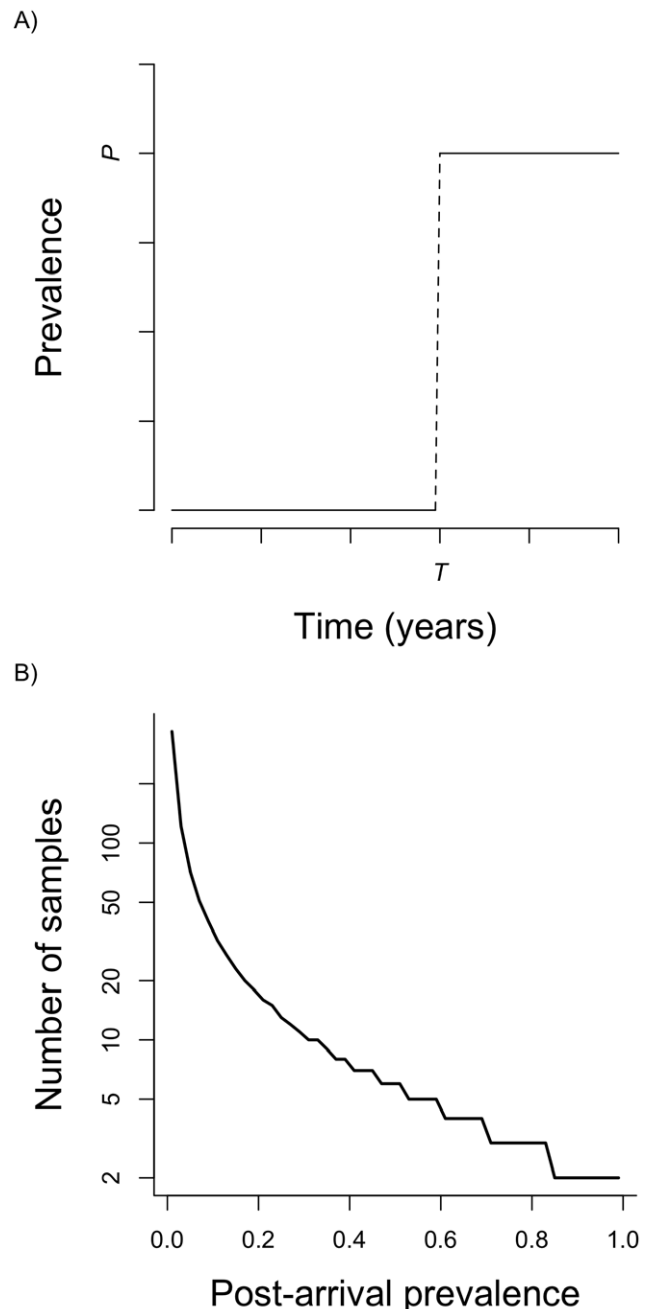 A)
P
Prevalence
T
Time (years)
B)
100
50
20
10
5
2
Number of samples
0.0 0.2 0.4 0.6 0.8 1.0
Post-arrival prevalence